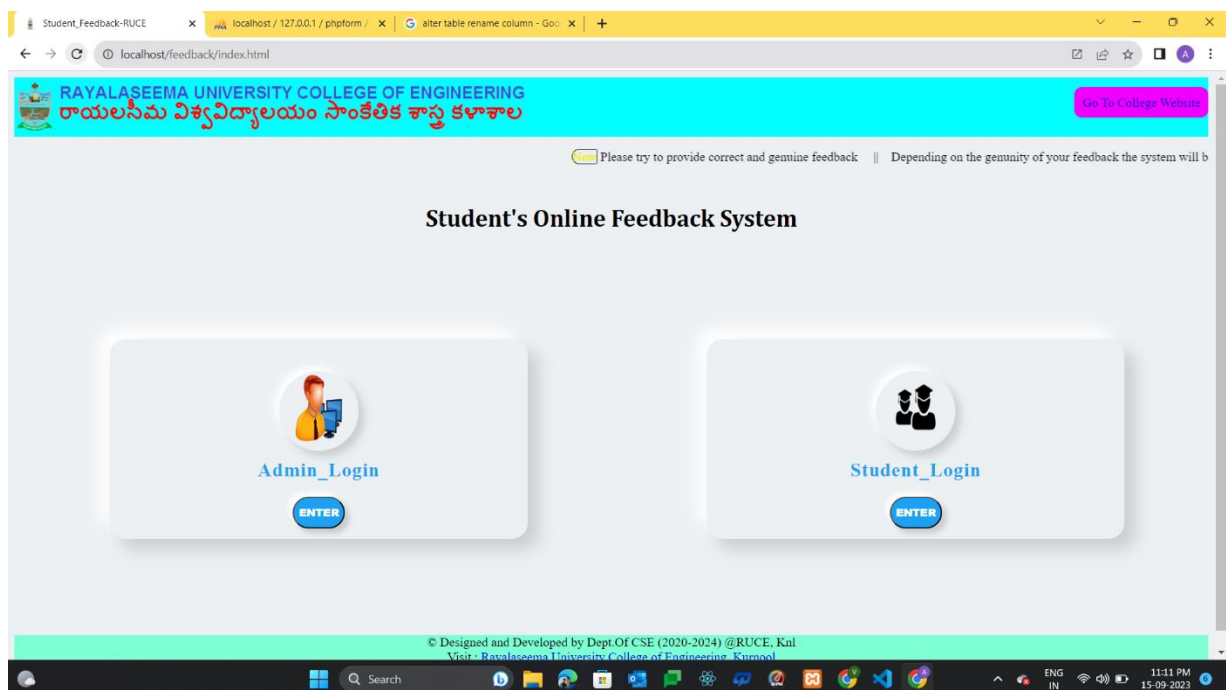 Student_Feedback-RUCE
localhost / 127.0.0.1 / phpform /
alter table rename column - Goo
localhost/feedback/index.html
A
RAYALASEEMA UNIVERSITY COLLEGE OF ENGINEERING
రాయలసీమ విశ్వవిద్యాలయం సాంకేతిక శాస్త్ర కళాశాల
Go To College Website
New Please try to provide correct and genuine feedback || Depending on the genunity of your feedback the system will b
Student's Online Feedback System
Admin_Login
Student_Login
ENTER
ENTER
© Designed and Developed by Dept.Of CSE (2020-2024) @RUCE, Knl
Visit : Rayalaseema University College of Engineering, Kurnool
Search
ENG
IN
11:11 PM
15-09-2023
6